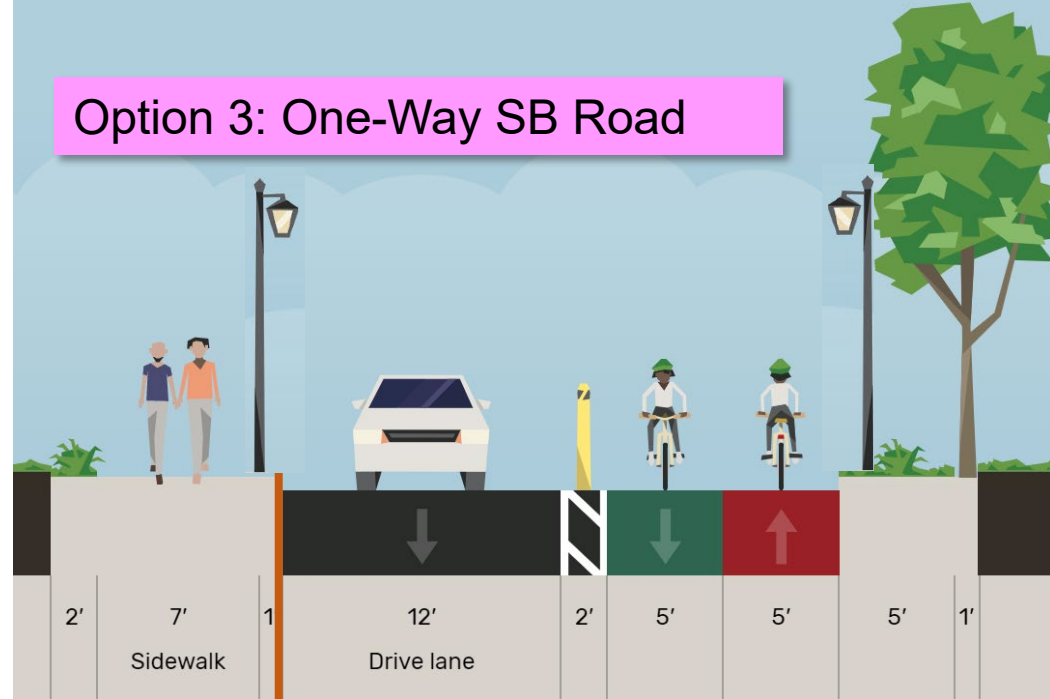 Option 3: One-Way SB Road
2′ 7′ 1 12′ 2′ 5′ 5′ 5′ 1′
Sidewalk Drive lane